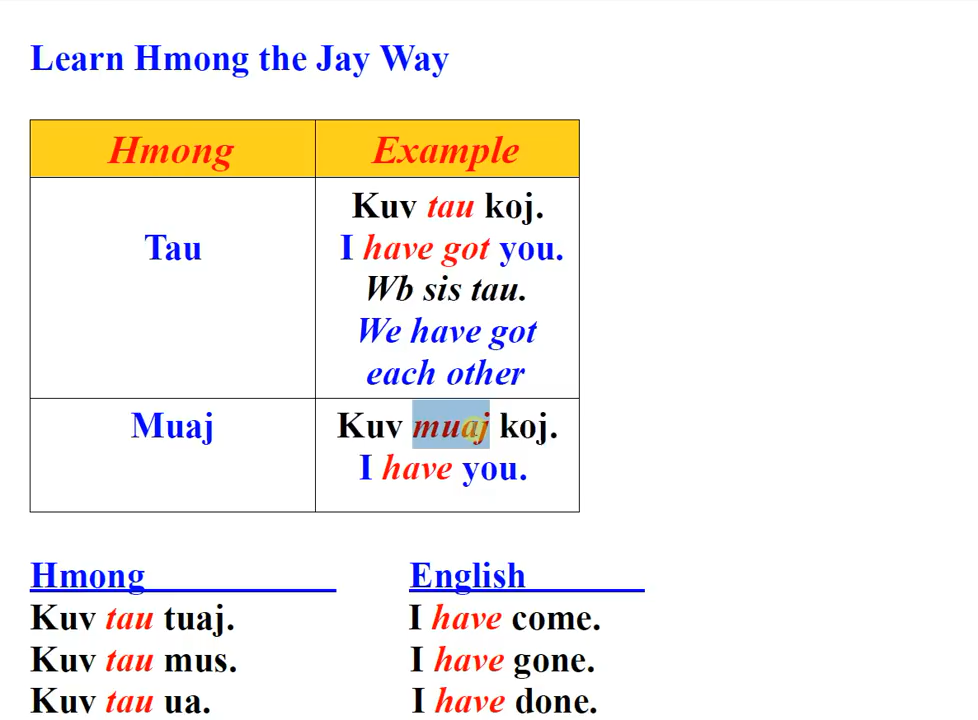 Learn Hmong the Jay Way
Hmong Example
Tau
Kuv tau koj.
I have got you.
Wb sis tau.
We have got
each other
Muaj
Kuv muaj koj.
I have you.
Hmong English
Kuv tau tuaj. I have come.
Kuv tau mus. I have gone.
Kuv tau ua. I have done.